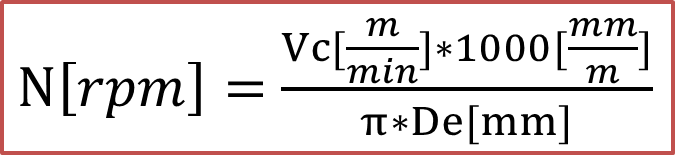 N[rpm] = Vc[m/min]*1000[mm/m] / π*De[mm]